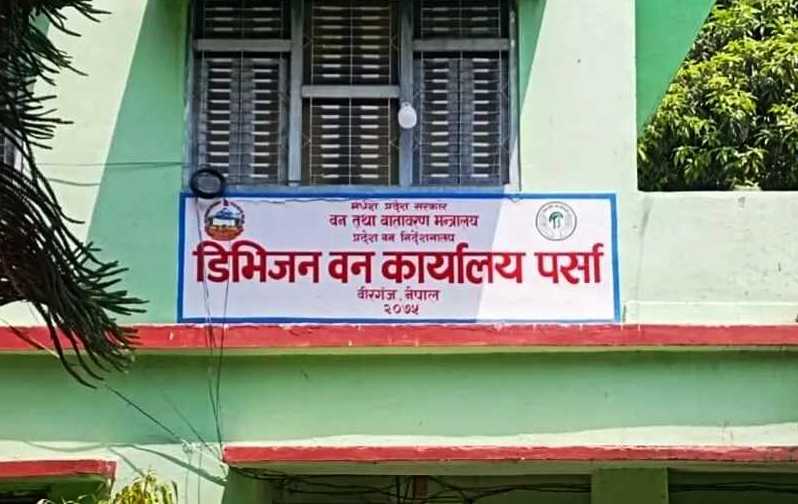 मधेश प्रदेश सरकार
वन तथा वातावरण मन्त्रालय
प्रदेश वन निर्देशनालय
डिभिजन वन कार्यालय पर्सा
वीरगंज, नेपाल
२०७५